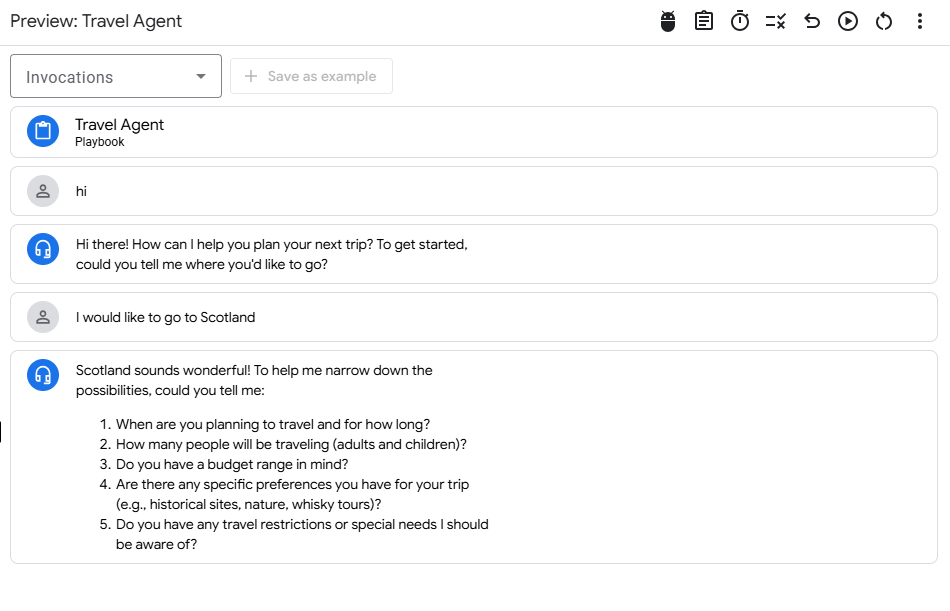 Preview: Travel Agent
Invocations
+ Save as example
Travel Agent
Playbook
hi
Hi there! How can I help you plan your next trip? To get started,
could you tell me where you'd like to go?
I would like to go to Scotland
Scotland sounds wonderful! To help me narrow down the
possibilities, could you tell me:
1. When are you planning to travel and for how long?
2. How many people will be traveling (adults and children)?
3. Do you have a budget range in mind?
4. Are there any specific preferences you have for your trip
(e.g., historical sites, nature, whisky tours)?
5. Do you have any travel restrictions or special needs I should
be aware of?